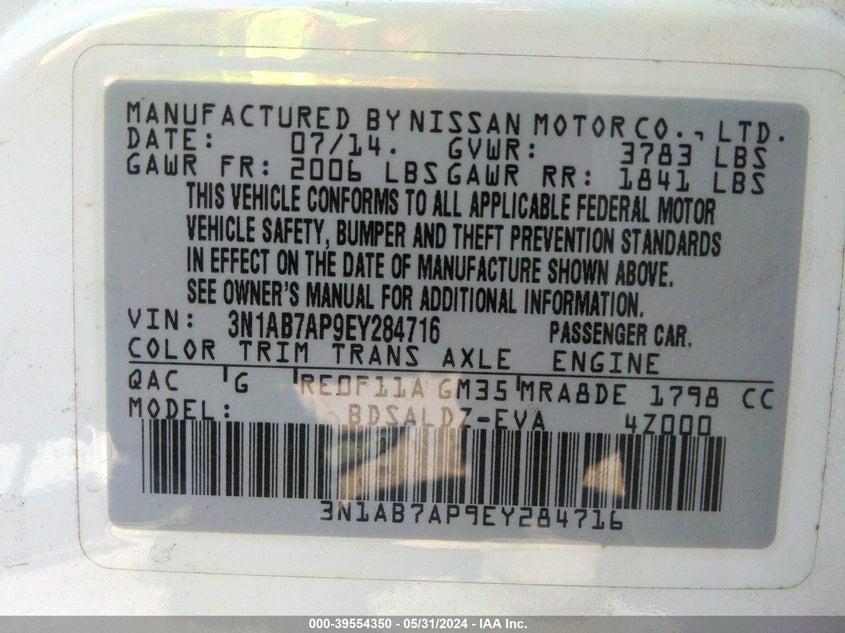 MANUFACTURED BY NISSAN MOTOR CO., LTD.
DATE: 07/14. GVWR: 3783 LBS
GAWR FR: 2006 LBS GAWR RR: 1841 LBS
THIS VEHICLE CONFORMS TO ALL APPLICABLE FEDERAL MOTOR
VEHICLE SAFETY, BUMPER AND THEFT PREVENTION STANDARDS
IN EFFECT ON THE DATE OF MANUFACTURE SHOWN ABOVE.
SEE OWNER'S MANUAL FOR ADDITIONAL INFORMATION.
VIN: 3N1AB7AP9EY284716 PASSENGER CAR.
COLOR TRIM TRANS AXLE ENGINE
QAC G RE0F11A GM35 MRA8DE 1798 CC
MODEL: BDSALDZ-EVA 4Z000
3N1AB7AP9EY284716
000-39554350 - 05/31/2024 - IAA Inc.